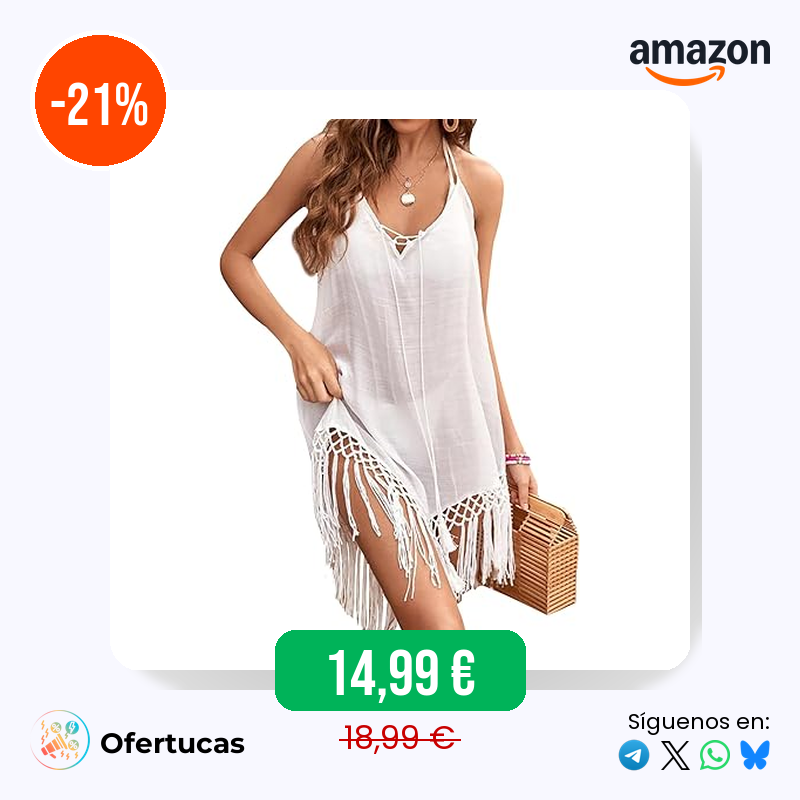 -21%
amazon
14,99 €
18,99 €
Ofertucas
Síguenos en: